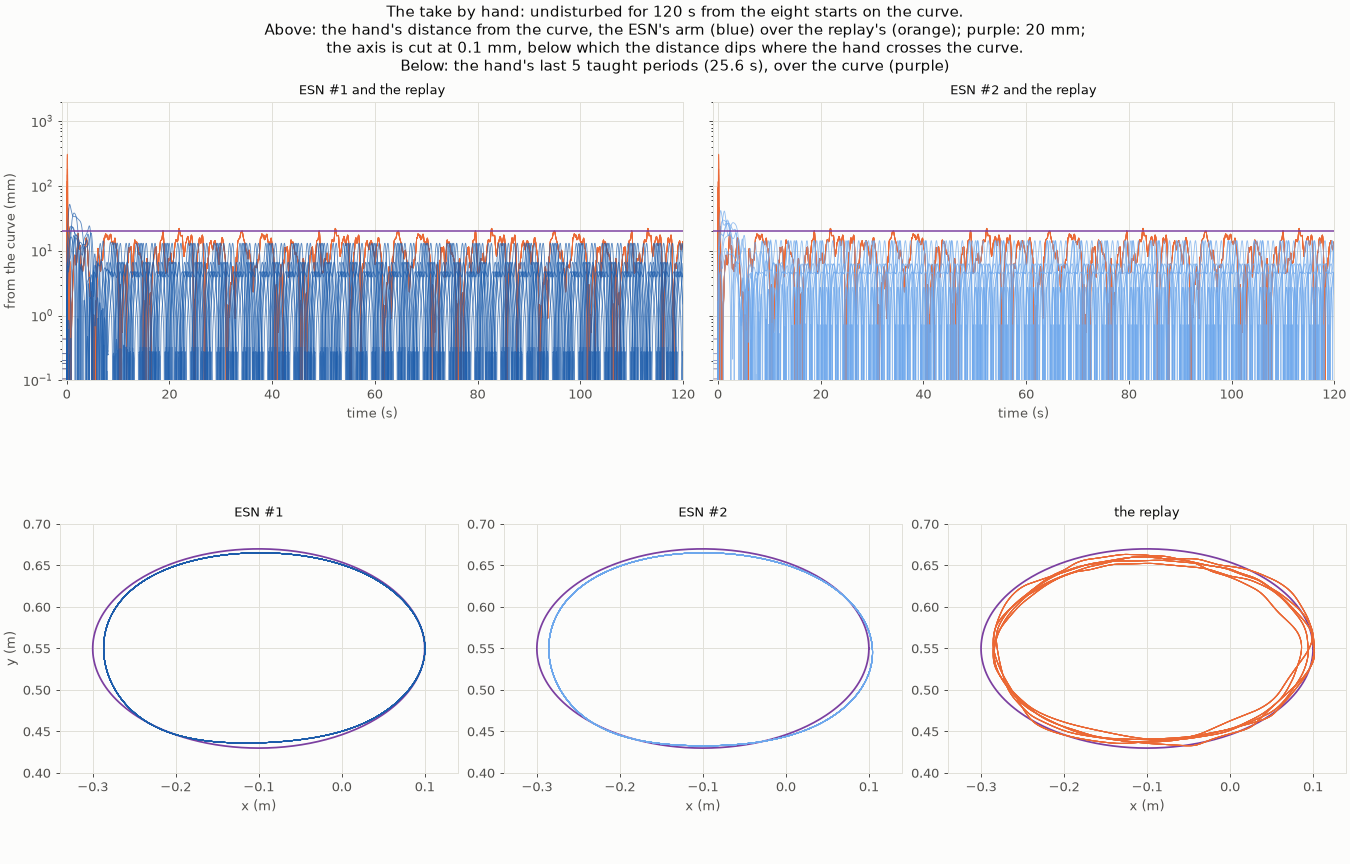 The take by hand: undisturbed for 120 s from the eight starts on the curve.
Above: the hand's distance from the curve, the ESN's arm (blue) over the replay's (orange); purple: 20 mm;
the axis is cut at 0.1 mm, below which the distance dips where the hand crosses the curve.
Below: the hand's last 5 taught periods (25.6 s), over the curve (purple)
ESN #1 and the replay
ESN #2 and the replay
from the curve (mm)
10³
10²
10¹
10⁰
10⁻¹
0 20 40 60 80 100 120
0 20 40 60 80 100 120
time (s)
time (s)
ESN #1
ESN #2
the replay
y (m)
0.70
0.65
0.60
0.55
0.50
0.45
0.40
0.70
0.65
0.60
0.55
0.50
0.45
0.40
0.70
0.65
0.60
0.55
0.50
0.45
0.40
−0.3 −0.2 −0.1 0.0 0.1
−0.3 −0.2 −0.1 0.0 0.1
−0.3 −0.2 −0.1 0.0 0.1
x (m)
x (m)
x (m)